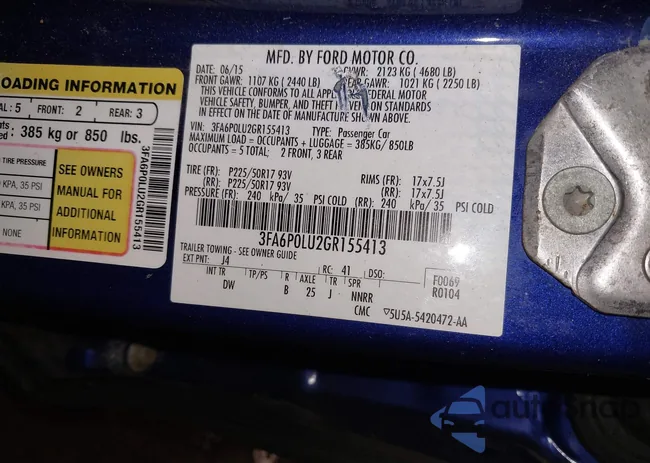 OADING INFORMATION
AL: 5 FRONT: 2 REAR: 3
ats. 385 kg or 850 lbs.
TIRE PRESSURE
KPA, 35 PSI
KPA, 35 PSI
NONE
SEE OWNERS
MANUAL FOR
ADDITIONAL
INFORMATION
3FA6P0LU2GR155413
MFD. BY FORD MOTOR CO.
DATE: 06/15 GVWR: 2123 KG (4680 LB)
FRONT GAWR: 1107 KG (2440 LB) REAR GAWR: 1021 KG (2250 LB)
THIS VEHICLE CONFORMS TO ALL APP FEDERAL MOTOR
VEHICLE SAFETY, BUMPER, AND THEFT STANDARDS
IN EFFECT ON THE DATE OF MANUFACTURE SHOWN ABOVE.
VIN: 3FA6P0LU2GR155413 TYPE: Passenger Car
MAXIMUM LOAD = OCCUPANTS + LUGGAGE = 385KG/ 850LB
OCCUPANTS = 5 TOTAL: 2 FRONT, 3 REAR
TIRE (FR): P225/50R17 93V RIMS (FR): 17x7.5J
(RR): P225/50R17 93V (RR): 17x7.5J
PRESSURE (FR): 240 kPa/ 35 PSI COLD (RR): 240 kPa/ 35 PSI COLD
3FA6P0LU2GR155413
TRAILER TOWING - SEE OWNER GUIDE
EXT PNT: J4 RC: 41 DSO: F0069
INT TR TP/PS R AXLE TR SPR R0104
DW B 25 J NNRR
CMC ▽5U5A-5420472-AA
autoSnap